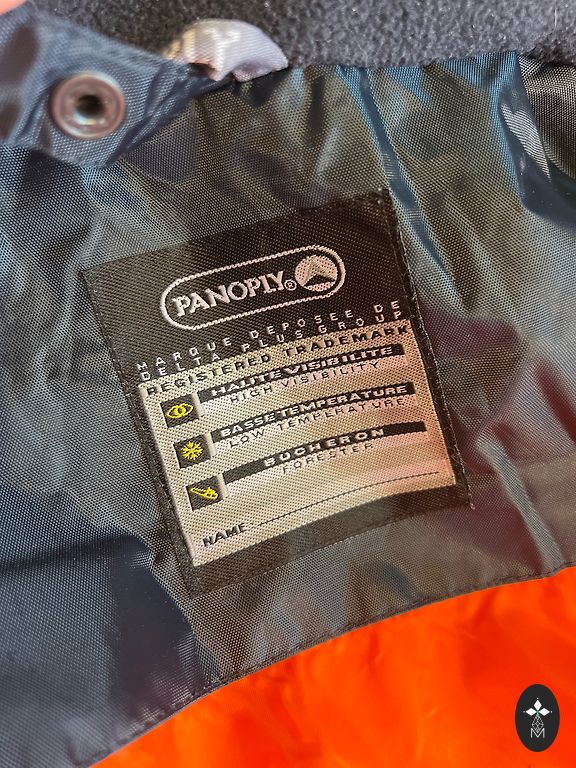 PANOPLY®
MARQUE DEPOSEE DE
DELTA PLUS GROUP
REGISTERED TRADEMARK
HAUTE VISIBILITE
HIGH VISIBILITY
BASSE TEMPERATURE
LOW TEMPERATURE
BUCHERON
FORESTER
NAME
M